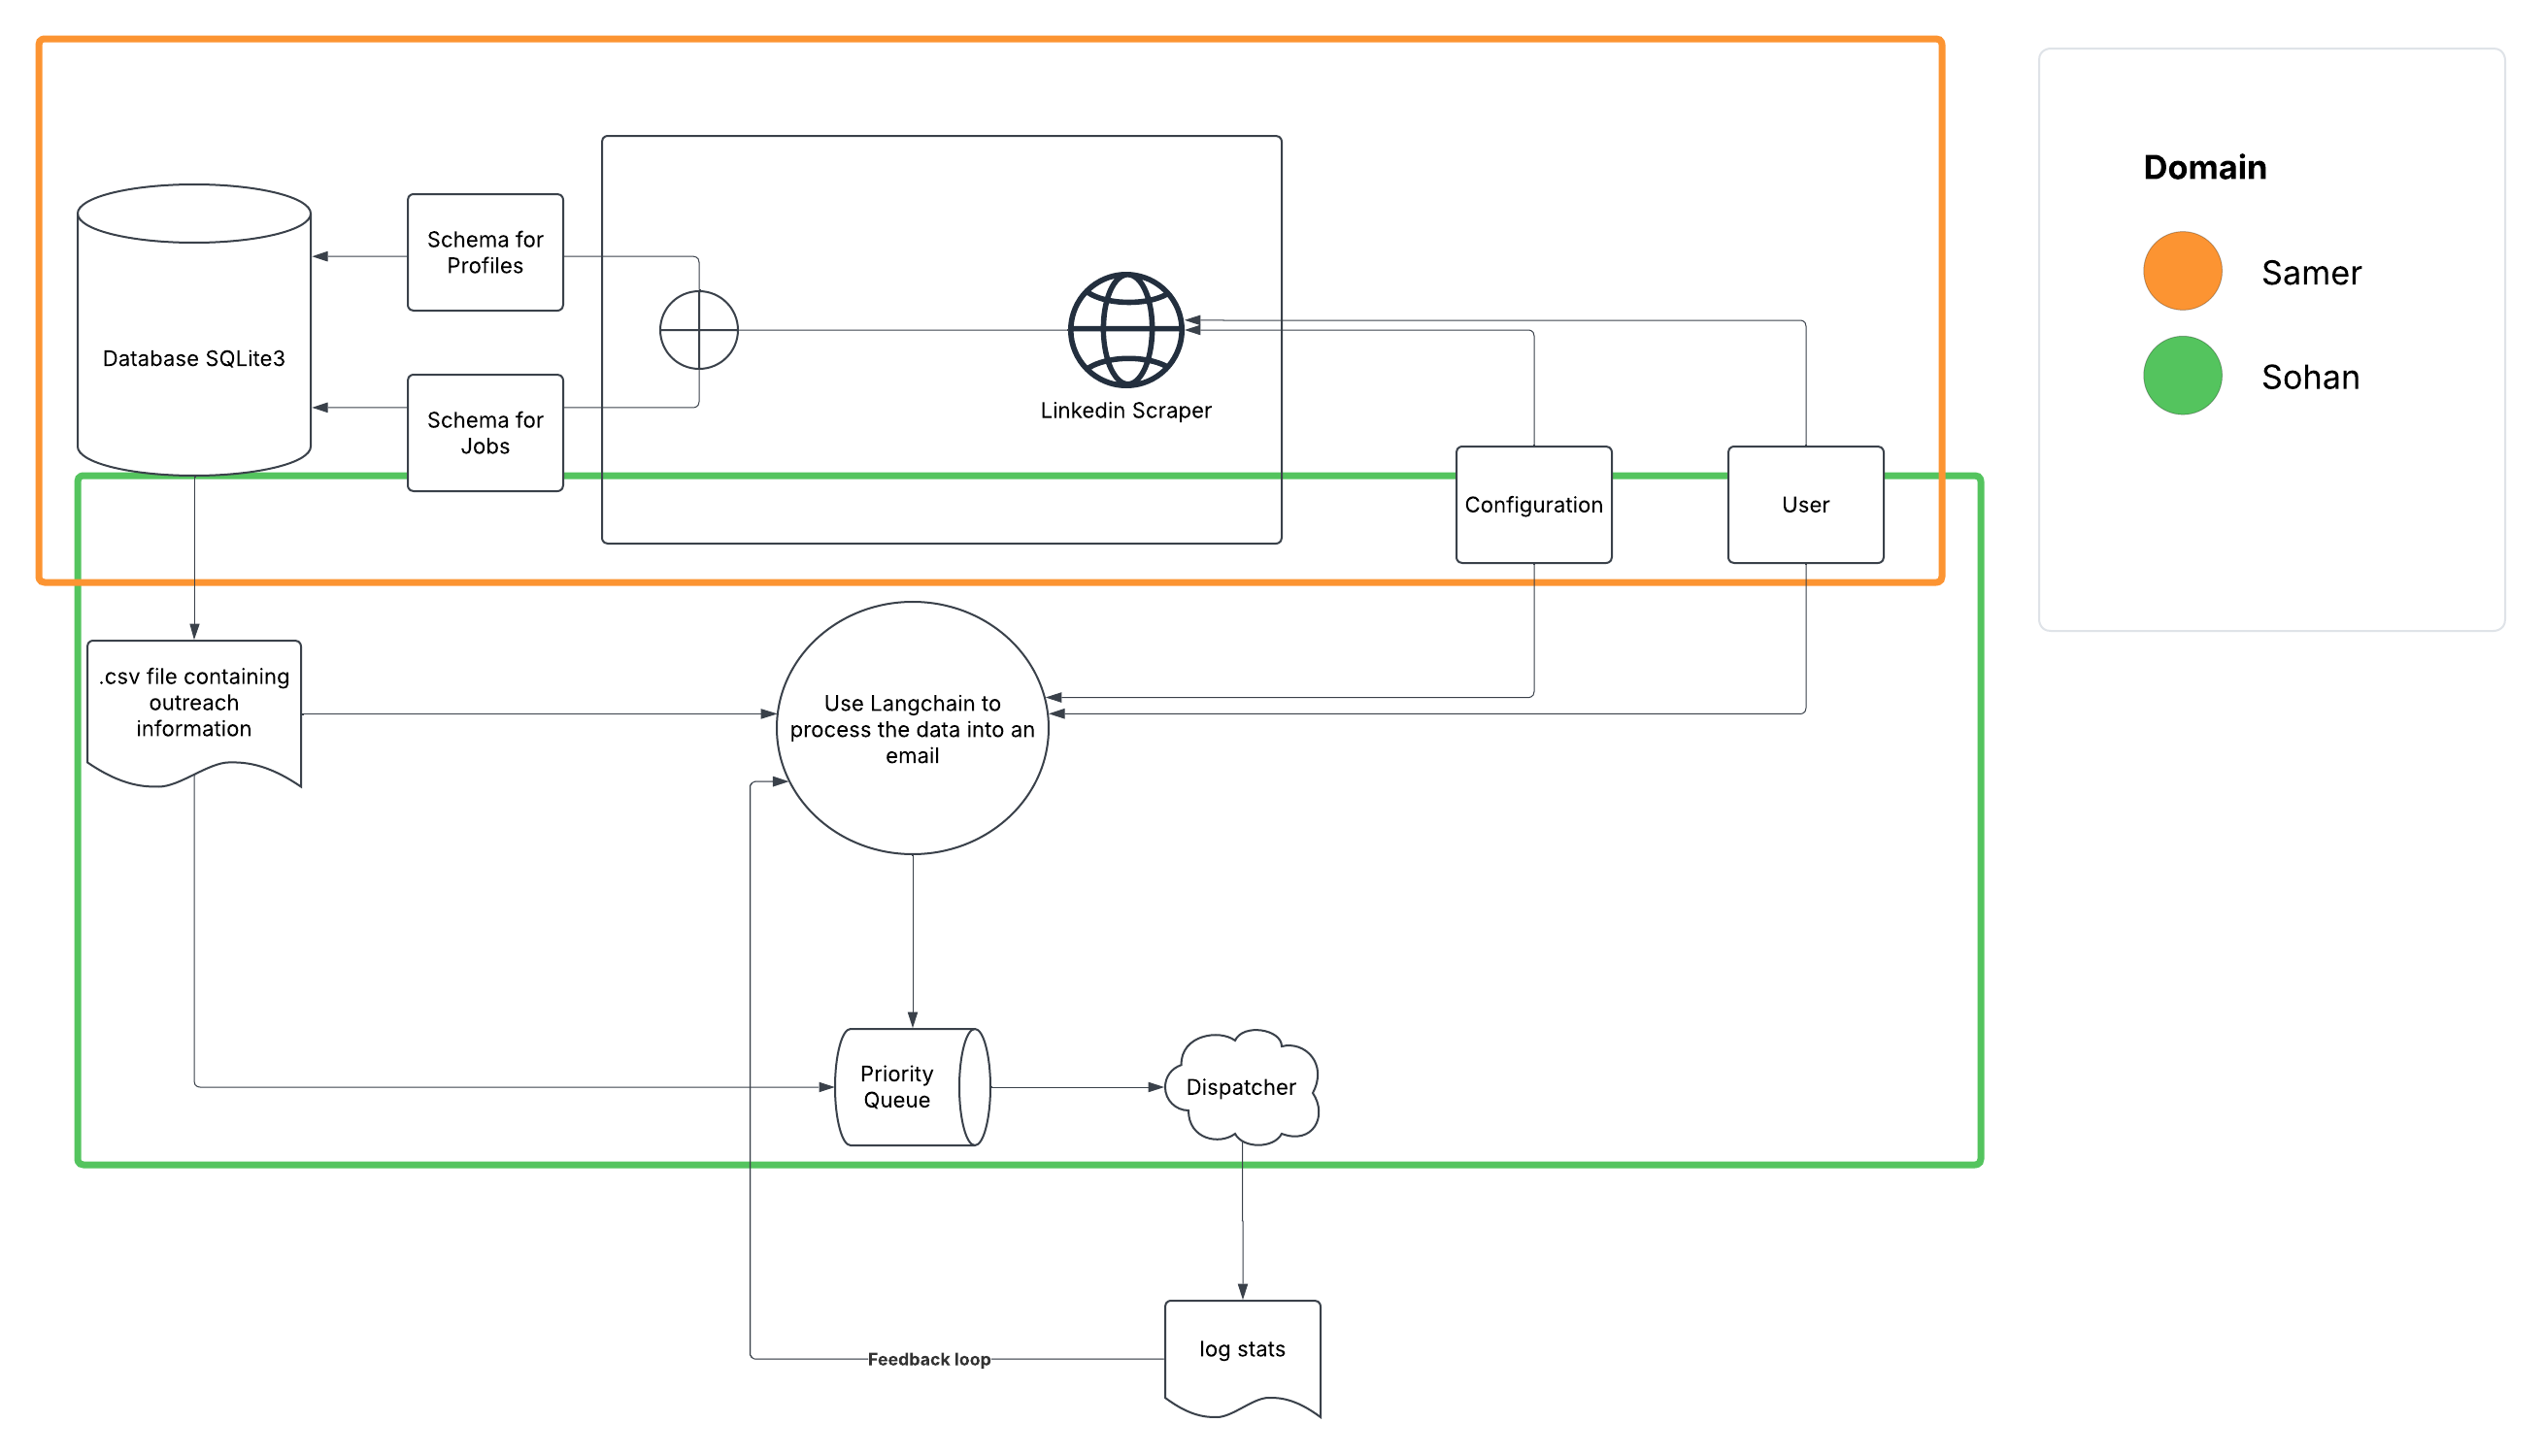 Domain
Samer
Sohan
Schema for
Profiles
Database SQLite3
Schema for
Jobs
Linkedin Scraper
Configuration
User
.csv file containing
outreach
information
Use Langchain to
process the data into an
email
Priority
Queue
Dispatcher
log stats
Feedback loop